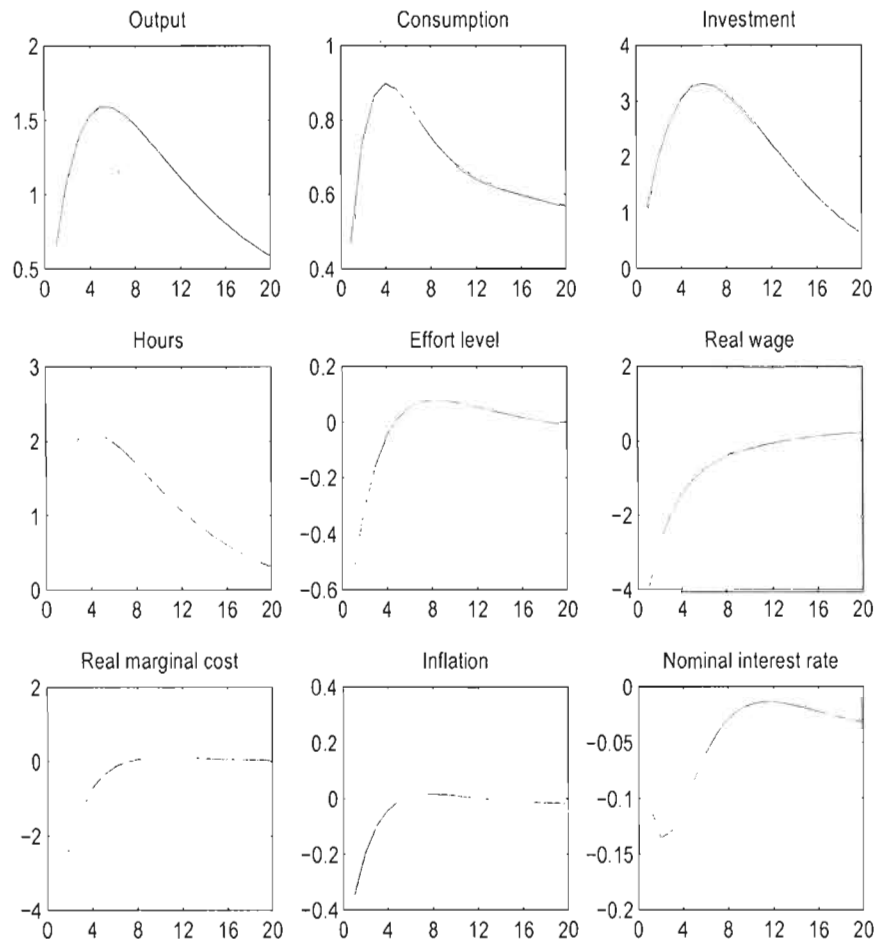 Output Consumption Investment
2 1 4
1.5 0.8 3
1 0.6 2
1
0.5 0.4 0
0 4 8 12 16 20 0 4 8 12 16 20 0 4 8 12 16 20
Hours Effort level Real wage
3 0.2 2
2 0 0
−0.2
1 −0.4 −2
0 −0.6 −4
0 4 8 12 16 20 0 4 8 12 16 20 0 4 8 12 16 20
Real marginal cost Inflation Nominal interest rate
2 0.4 0
0 0.2 −0.05
0 −0.1
−2 −0.2 −0.15
−4 −0.4 −0.2
0 4 8 12 16 20 0 4 8 12 16 20 0 4 8 12 16 20